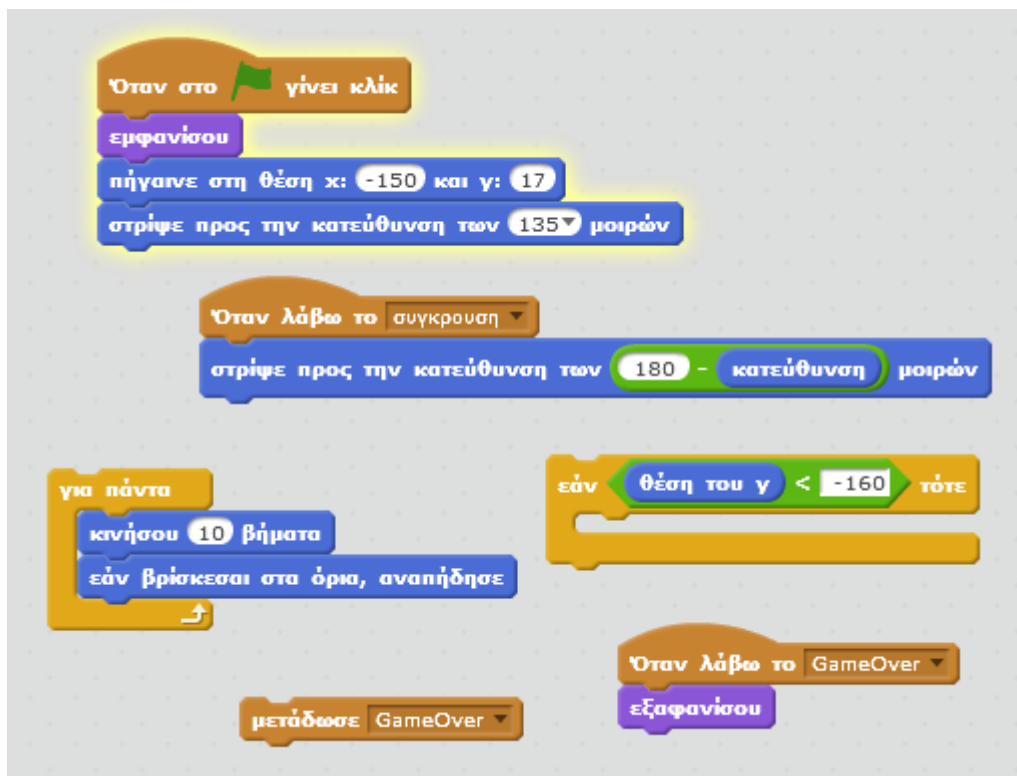 Όταν στο γίνει κλίκ
εμφανίσου
πήγαινε στη θέση x: -150 και y: 17
στρίψε προς την κατεύθυνση των 135 μοιρών
Όταν λάβω το συγκρουση
στρίψε προς την κατεύθυνση των 180 - κατεύθυνση μοιρών
για πάντα
κινήσου 10 βήματα
εάν βρίσκεσαι στα όρια, αναπήδησε
εάν θέση του y < -160 τότε
Όταν λάβω το GameOver
εξαφανίσου
μετάδωσε GameOver